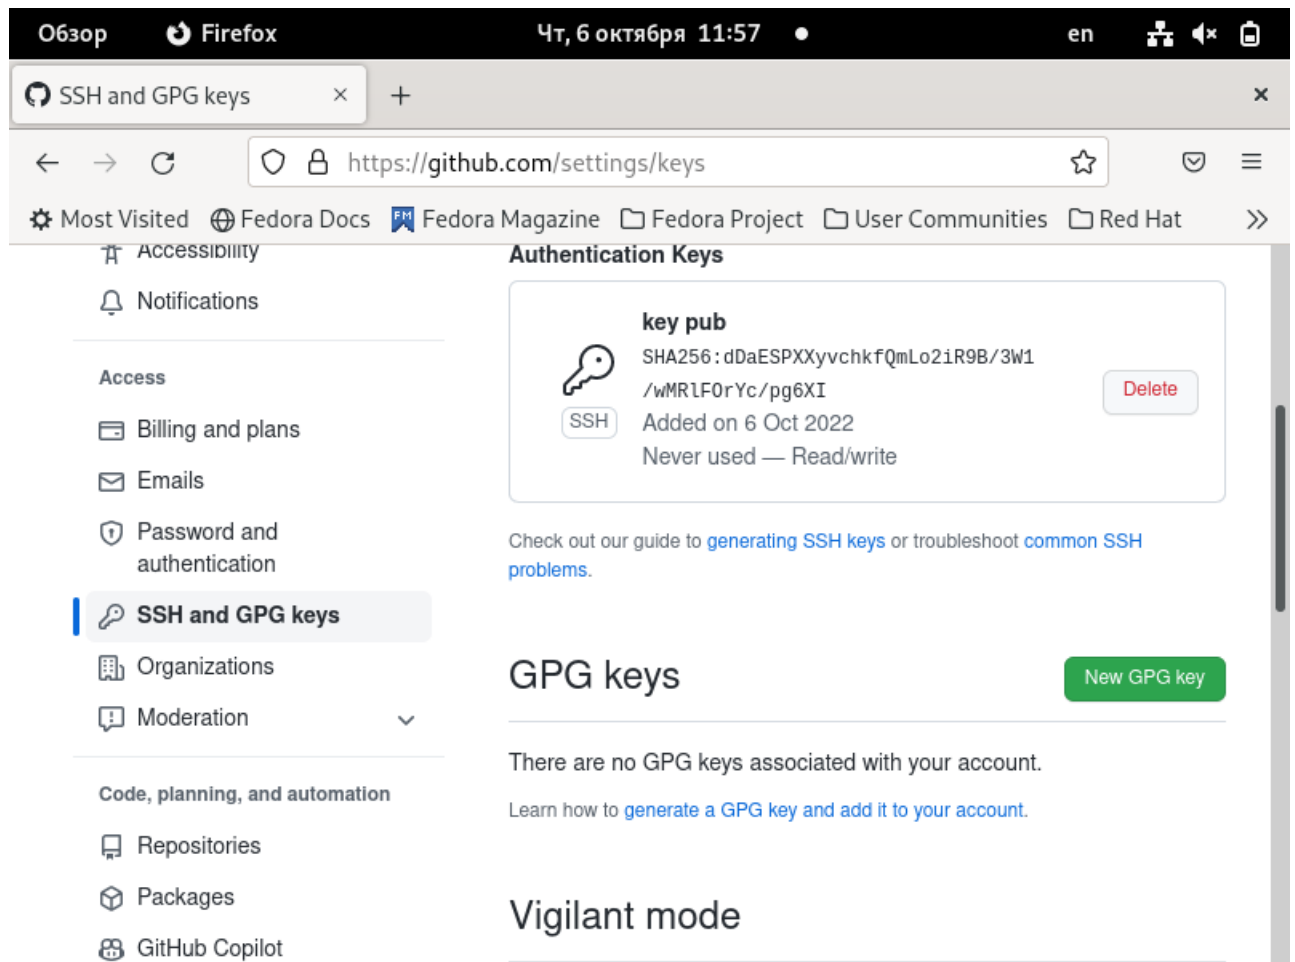 Обзор Firefox Чт, 6 октября 11:57 en
SSH and GPG keys
https://github.com/settings/keys
Most Visited Fedora Docs Fedora Magazine Fedora Project User Communities Red Hat
Accessibility
Notifications
Access
Billing and plans
Emails
Password and
authentication
SSH and GPG keys
Organizations
Moderation
Code, planning, and automation
Repositories
Packages
GitHub Copilot
Authentication Keys
key pub
SHA256:dDaESPXXyvchkfQmLo2iR9B/3W1
/wMRlFOrYc/pg6XI
SSH
Added on 6 Oct 2022
Never used — Read/write
Delete
Check out our guide to generating SSH keys or troubleshoot common SSH
problems.
GPG keys
New GPG key
There are no GPG keys associated with your account.
Learn how to generate a GPG key and add it to your account.
Vigilant mode